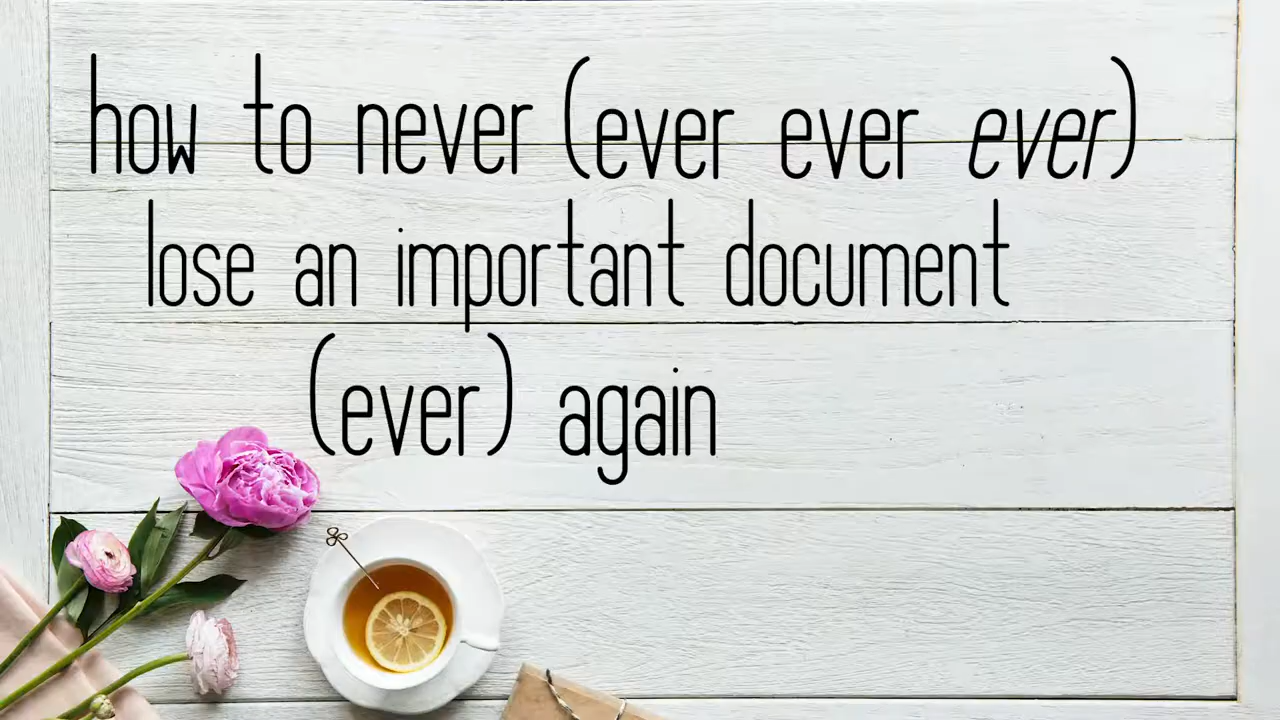 how to never (ever ever ever)
lose an important document
(ever) again